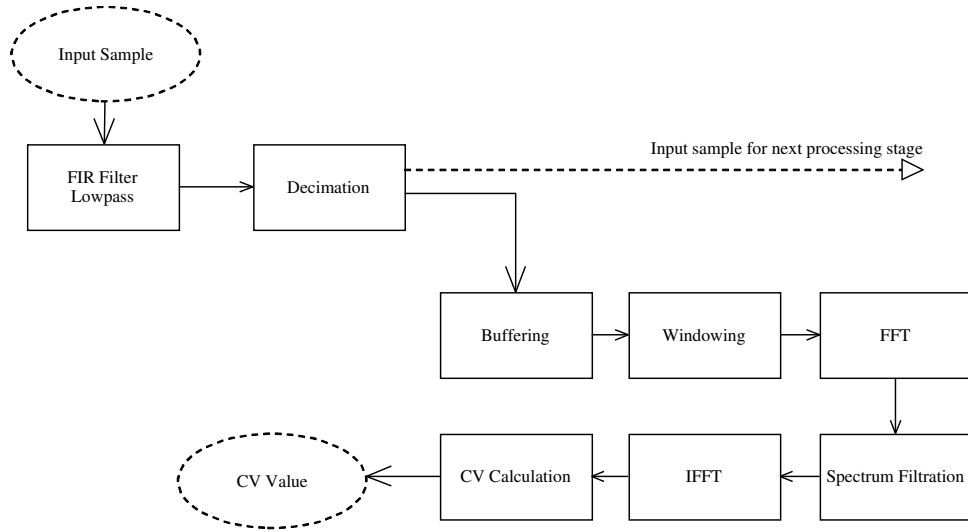 Input Sample
FIR Filter
Lowpass
Decimation
Input sample for next processing stage
Buffering
Windowing
FFT
Spectrum Filtration
IFFT
CV Calculation
CV Value